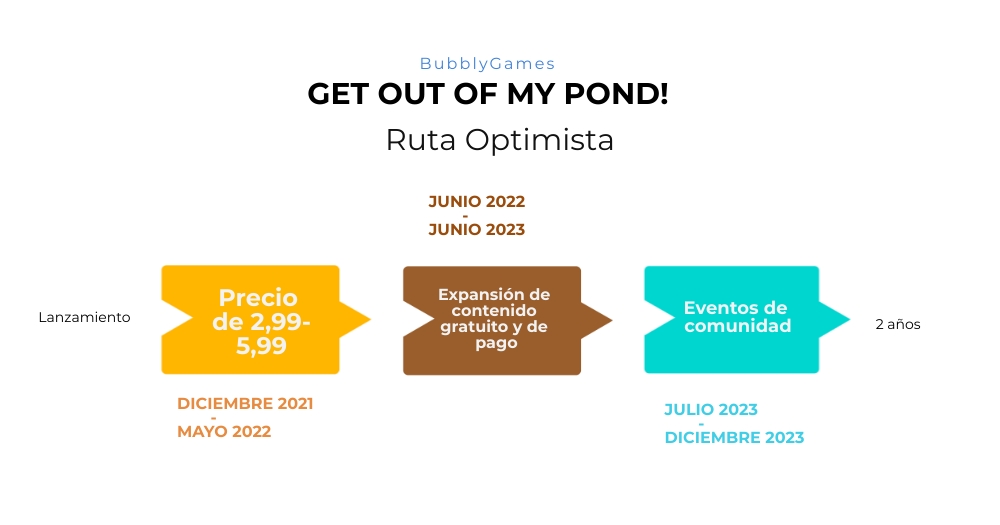 BubblyGames
GET OUT OF MY POND!
Ruta Optimista
JUNIO 2022
-
JUNIO 2023
Lanzamiento
Precio
de 2,99-
5,99
Expansión de
contenido
gratuito y de
pago
Eventos de
comunidad
2 años
DICIEMBRE 2021
-
MAYO 2022
JULIO 2023
-
DICIEMBRE 2023